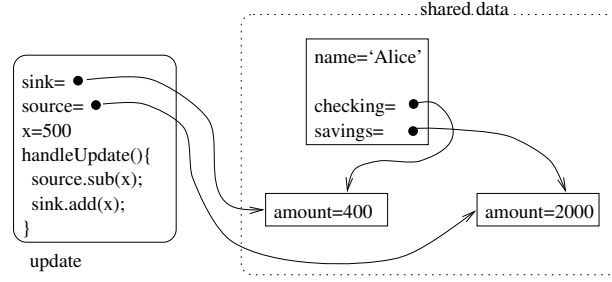 shared data
name=‘Alice’
checking=
savings=
sink=
source=
x=500
handleUpdate(){
source.sub(x);
sink.add(x);
}
update
amount=400
amount=2000